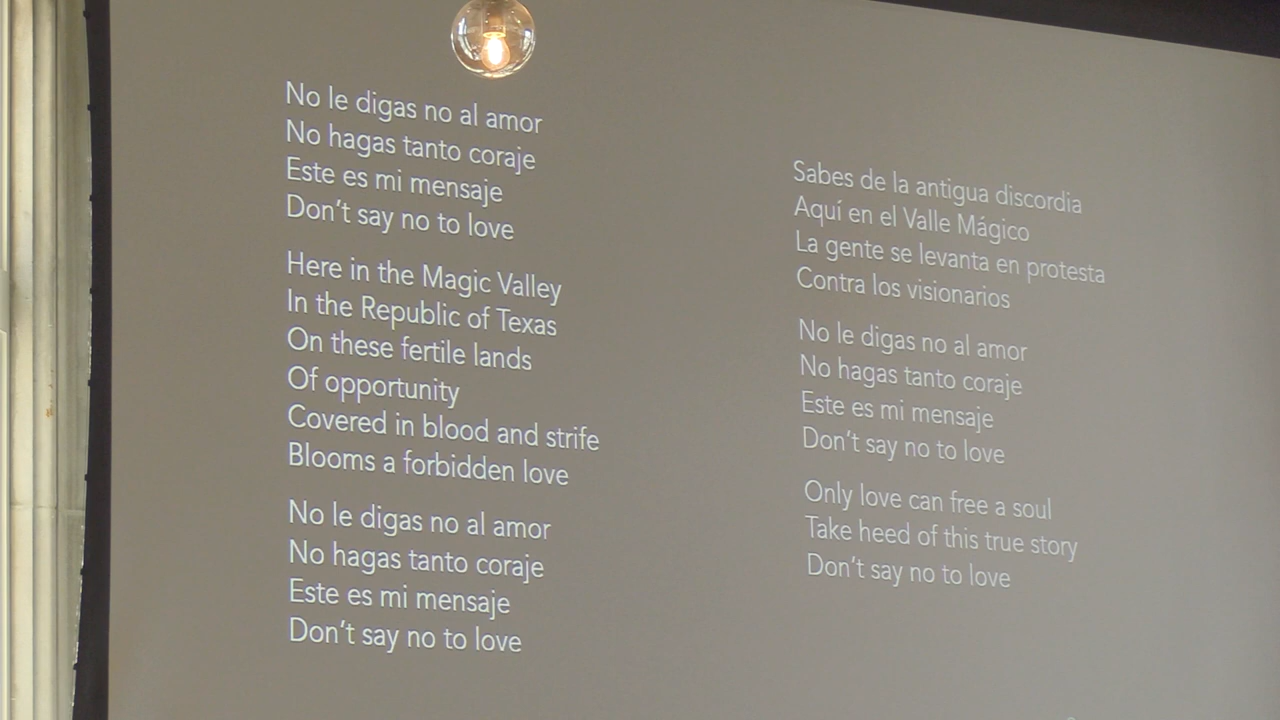 No le digas no al amor
No hagas tanto coraje
Este es mi mensaje
Don't say no to love
Here in the Magic Valley
In the Republic of Texas
On these fertile lands
Of opportunity
Covered in blood and strife
Blooms a forbidden love
No le digas no al amor
No hagas tanto coraje
Este es mi mensaje
Don't say no to love
Sabes de la antigua discordia
Aquí en el Valle Mágico
La gente se levanta en protesta
Contra los visionarios
No le digas no al amor
No hagas tanto coraje
Este es mi mensaje
Don't say no to love
Only love can free a soul
Take heed of this true story
Don't say no to love